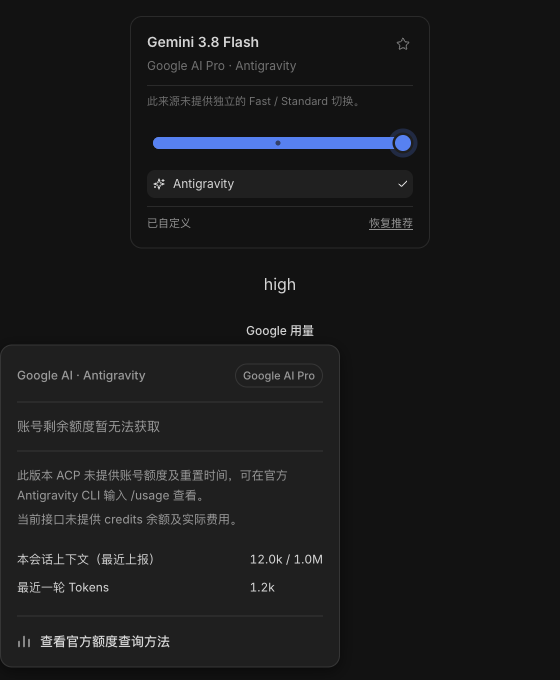 Gemini 3.8 Flash
Google AI Pro · Antigravity
此来源未提供独立的 Fast / Standard 切换。
Antigravity
已自定义 恢复推荐
high
Google 用量
Google AI · Antigravity Google AI Pro
账号剩余额度暂无法获取
此版本 ACP 未提供账号额度及重置时间，可在官方
Antigravity CLI 输入 /usage 查看。
当前接口未提供 credits 余额及实际费用。
本会话上下文（最近上报） 12.0k / 1.0M
最近一轮 Tokens 1.2k
查看官方额度查询方法